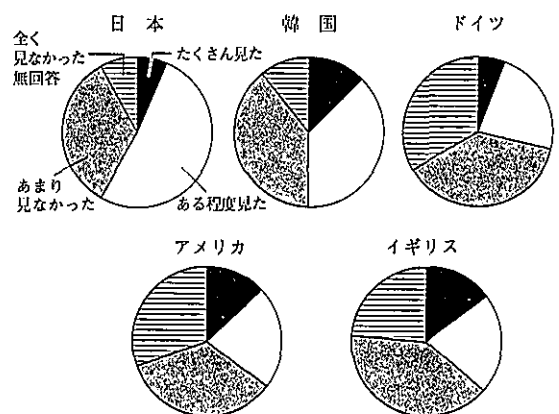 日本
全く
見なかった
無回答
たくさん見た
あまり
見なかった
ある程度見た
韓国
ドイツ
アメリカ
イギリス